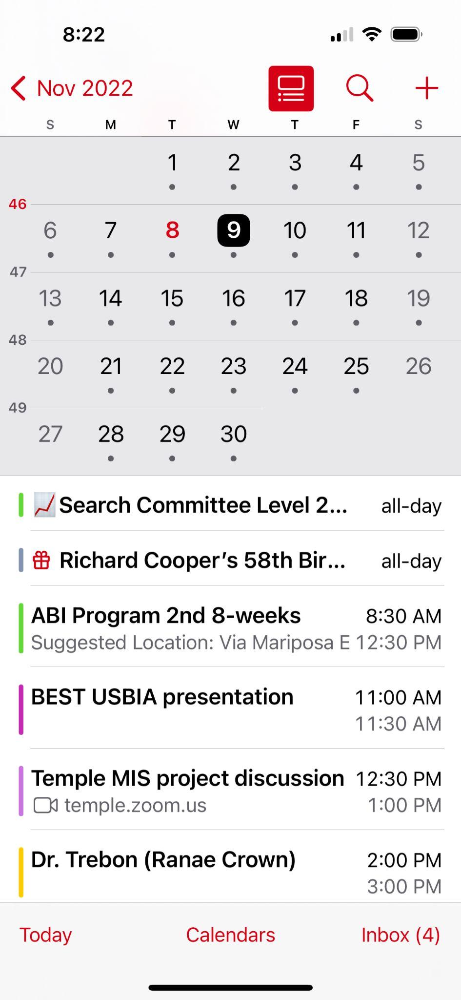 8:22
Nov 2022
S M T W T F S
1 2 3 4 5
46
6 7 8 9 10 11 12
47
13 14 15 16 17 18 19
48
20 21 22 23 24 25 26
49
27 28 29 30
Search Committee Level 2... all-day
Richard Cooper’s 58th Bir... all-day
ABI Program 2nd 8-weeks 8:30 AM
Suggested Location: Via Mariposa E 12:30 PM
BEST USBIA presentation 11:00 AM
11:30 AM
Temple MIS project discussion 12:30 PM
temple.zoom.us 1:00 PM
Dr. Trebon (Ranae Crown) 2:00 PM
3:00 PM
Today Calendars Inbox (4)